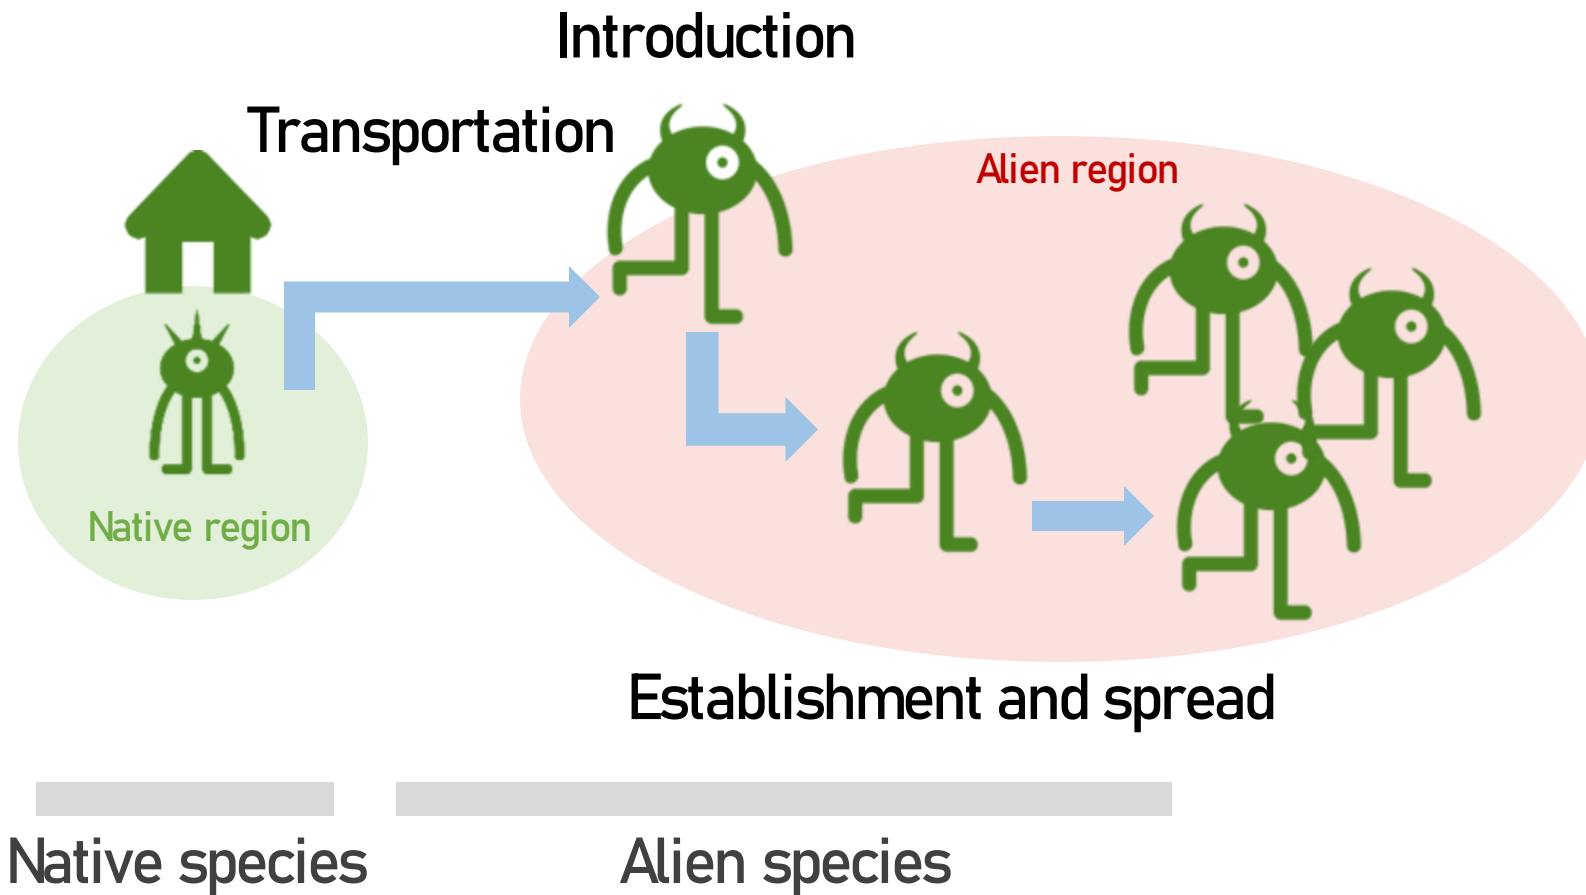 Introduction
Transportation
Alien region
Native region
Establishment and spread
Native species
Alien species